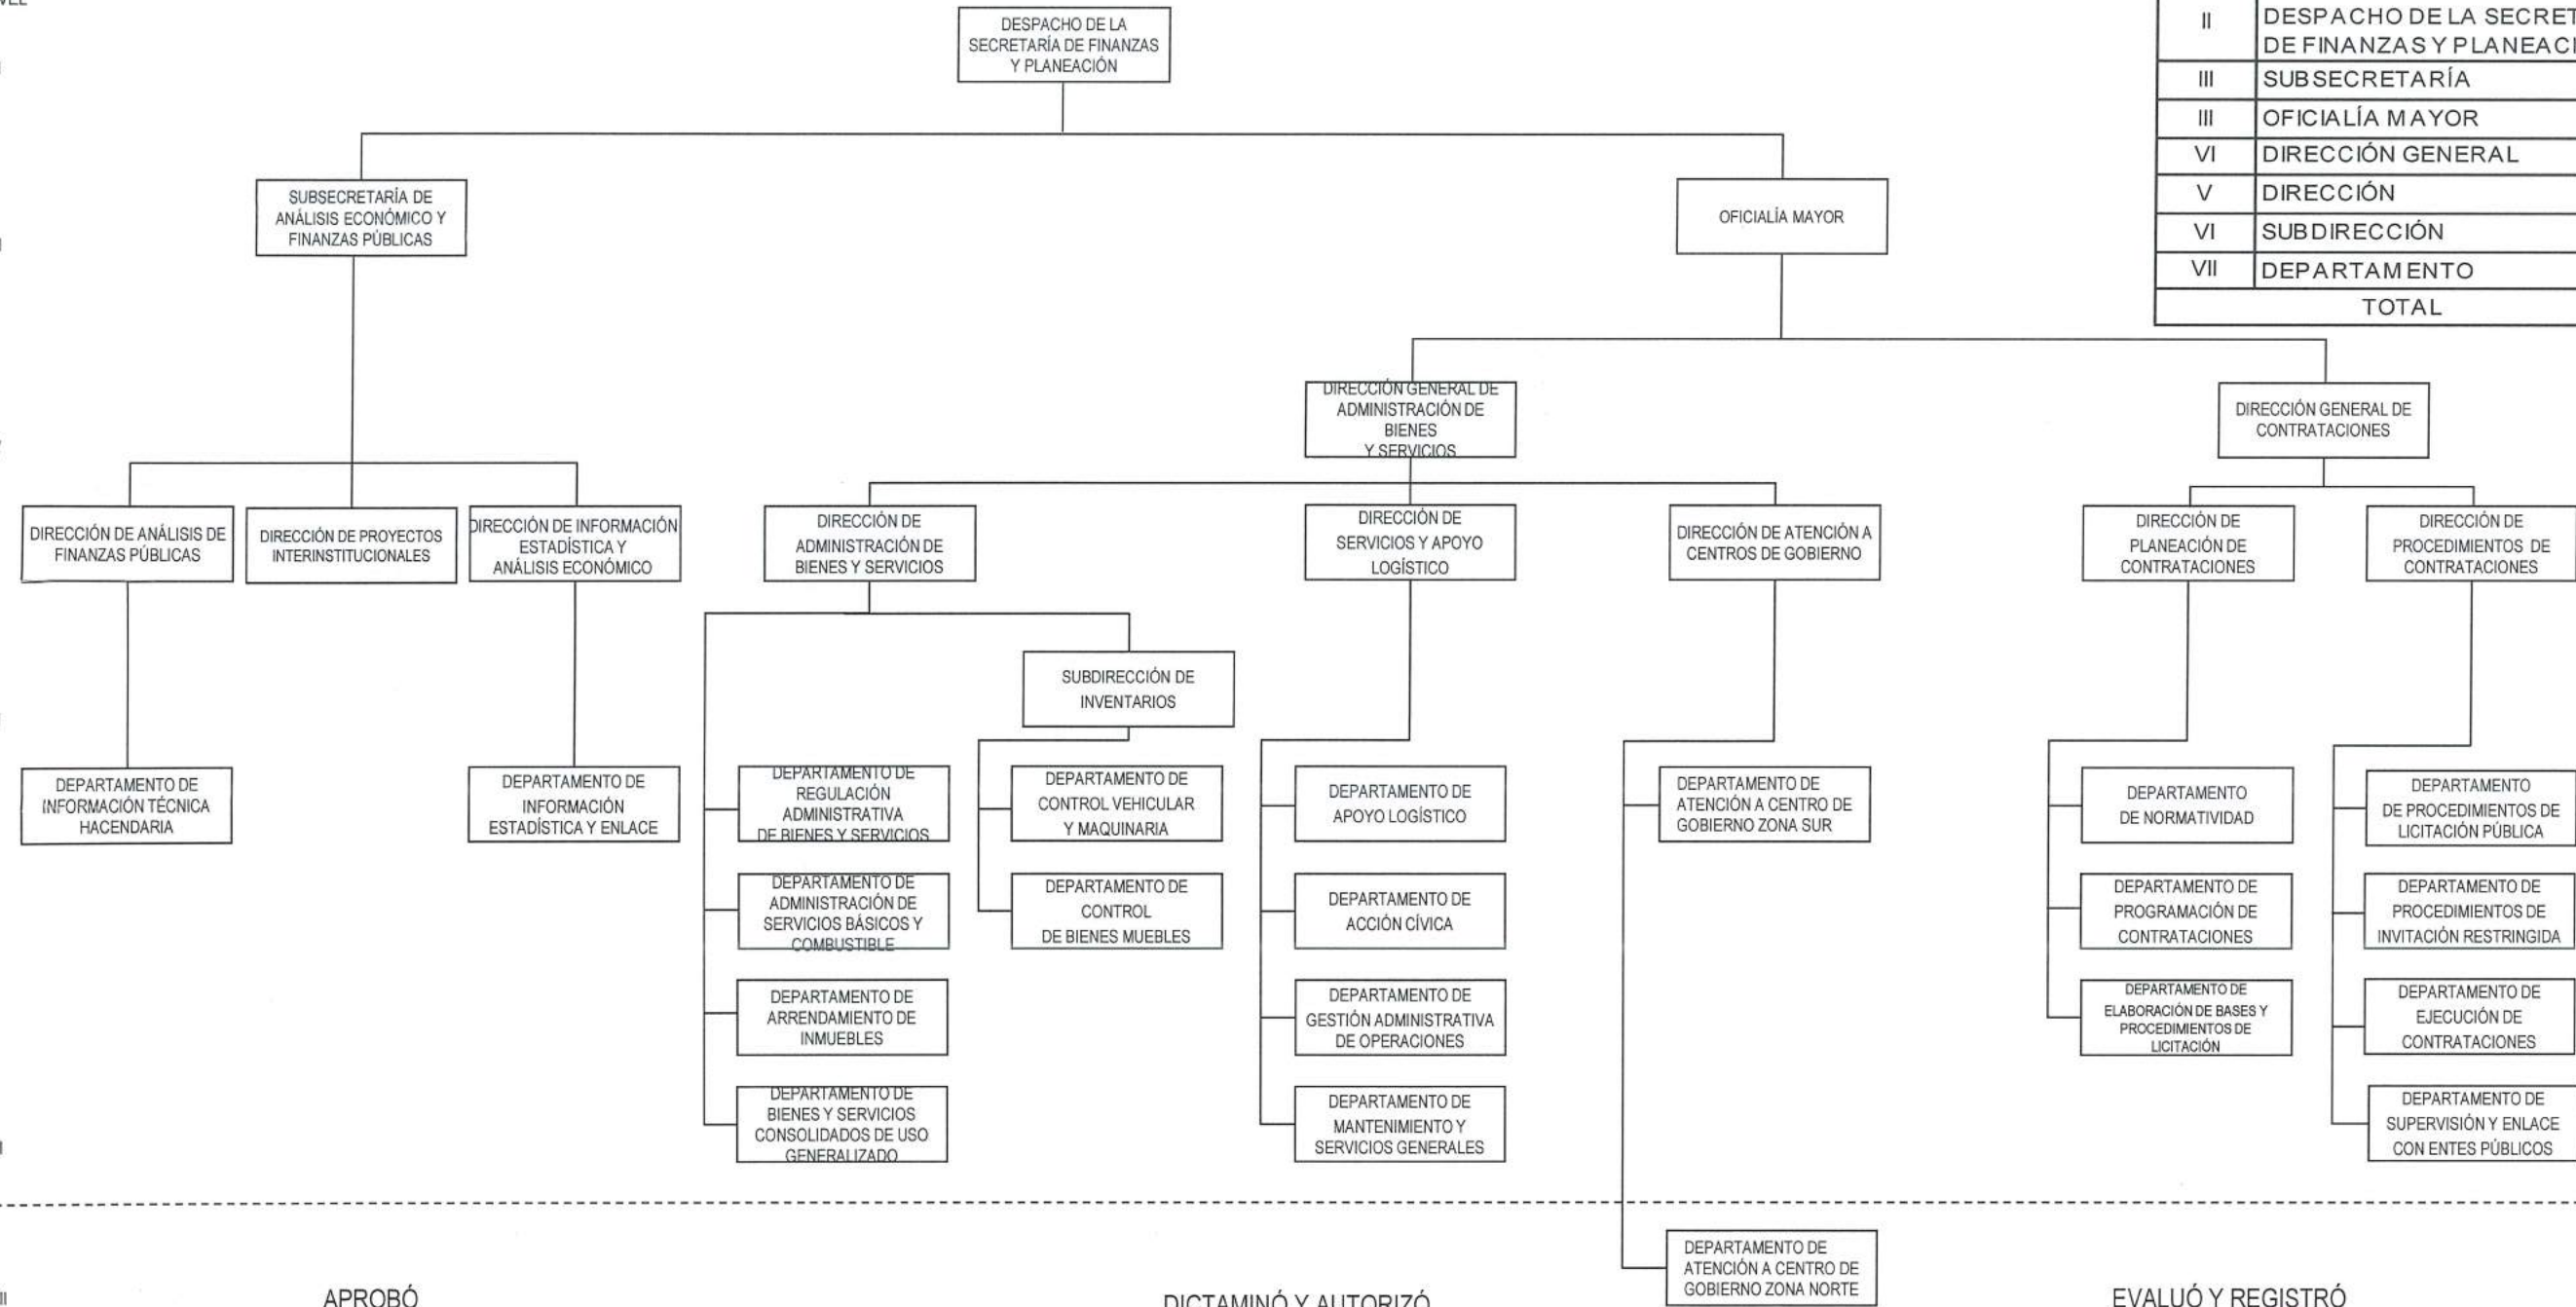 DESPACHO DE LA
SECRETARÍA DE FINANZAS
Y PLANEACIÓN
II
DESPACHO DE LA
DE FINANZAS Y
III SUBSECRETARÍA
III OFICIALÍA MAYOR
VI DIRECCIÓN GENERAL
V DIRECCIÓN
VI SUBDIRECCIÓN
VII DEPARTAMENTO
TOTAL
SUBSECRETARÍA DE
ANÁLISIS ECONÓMICO Y
FINANZAS PÚBLICAS
OFICIALÍA MAYOR
DIRECCIÓN GENERAL DE
ADMINISTRACIÓN DE
BIENES
Y SERVICIOS
DIRECCIÓN GENERAL DE
CONTRATACIONES
DIRECCIÓN DE ANÁLISIS DE
FINANZAS PÚBLICAS
DIRECCIÓN DE PROYECTOS
INTERINSTITUCIONALES
DIRECCIÓN DE INFORMACIÓN
ESTADÍSTICA Y
ANÁLISIS ECONÓMICO
DIRECCIÓN DE
ADMINISTRACIÓN DE
BIENES Y SERVICIOS
DIRECCIÓN DE
SERVICIOS Y APOYO
LOGÍSTICO
DIRECCIÓN DE ATENCIÓN A
CENTROS DE GOBIERNO
DIRECCIÓN DE
PLANEACIÓN DE
CONTRATACIONES
DIRECCIÓN DE
PROCEDIMIENTOS DE
CONTRATACIONES
SUBDIRECCIÓN DE
INVENTARIOS
DEPARTAMENTO DE
INFORMACIÓN TÉCNICA
HACENDARIA
DEPARTAMENTO DE
INFORMACIÓN
ESTADÍSTICA Y ENLACE
DEPARTAMENTO DE
REGULACIÓN
ADMINISTRATIVA
DE BIENES Y SERVICIOS
DEPARTAMENTO DE
CONTROL VEHICULAR
Y MAQUINARIA
DEPARTAMENTO DE
APOYO LOGÍSTICO
DEPARTAMENTO DE
ATENCIÓN A CENTRO DE
GOBIERNO ZONA SUR
DEPARTAMENTO
DE NORMATIVIDAD
DEPARTAMENTO
DE PROCEDIMIENTOS DE
LICITACIÓN PÚBLICA
DEPARTAMENTO DE
ADMINISTRACIÓN DE
SERVICIOS BÁSICOS Y
COMBUSTIBLE
DEPARTAMENTO DE
CONTROL
DE BIENES MUEBLES
DEPARTAMENTO DE
ACCIÓN CÍVICA
DEPARTAMENTO DE
PROGRAMACIÓN DE
CONTRATACIONES
DEPARTAMENTO DE
PROCEDIMIENTOS DE
INVITACIÓN RESTRINGIDA
DEPARTAMENTO DE
ARRENDAMIENTO DE
INMUEBLES
DEPARTAMENTO DE
GESTIÓN ADMINISTRATIVA
DE OPERACIONES
DEPARTAMENTO DE
ELABORACIÓN DE BASES Y
PROCEDIMIENTOS DE
LICITACIÓN
DEPARTAMENTO DE
EJECUCIÓN DE
CONTRATACIONES
DEPARTAMENTO DE
BIENES Y SERVICIOS
CONSOLIDADOS DE USO
GENERALIZADO
DEPARTAMENTO DE
MANTENIMIENTO Y
SERVICIOS GENERALES
DEPARTAMENTO DE
SUPERVISIÓN Y ENLACE
CON ENTES PÚBLICOS
DEPARTAMENTO DE
ATENCIÓN A CENTRO DE
GOBIERNO ZONA NORTE
APROBÓ
DICTAMINÓ Y AUTORIZÓ
EVALUÓ Y REGISTRÓ